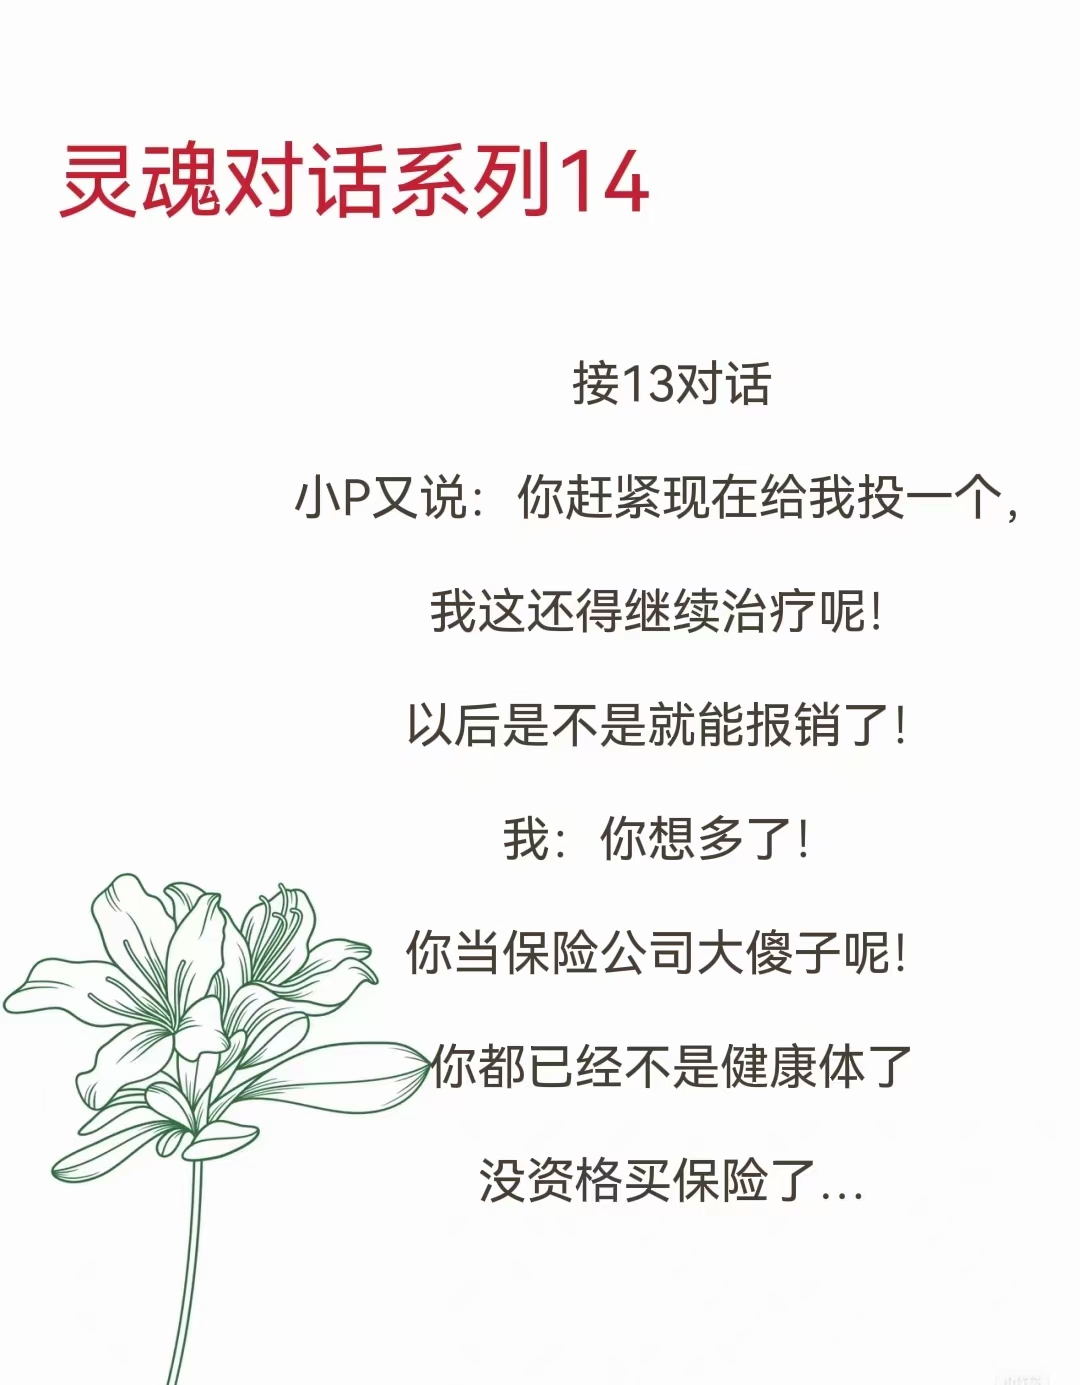 灵魂对话系列14
接13对话
小P又说：你赶紧现在给我投一个，
我这还得继续治疗呢！
以后是不是就能报销了！
我：你想多了！
你当保险公司大傻子呢！
你都已经不是健康体了
没资格买保险了...